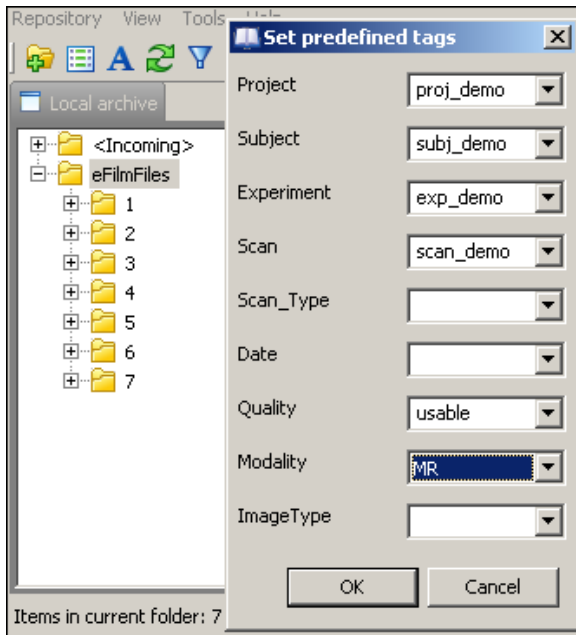 Repository View Tools Help
Set predefined tags
Local archive
<Incoming>
eFilmFiles
1
2
3
4
5
6
7
Items in current folder: 7
Project proj_demo
Subject subj_demo
Experiment exp_demo
Scan scan_demo
Scan_Type
Date
Quality usable
Modality MR
ImageType
OK Cancel